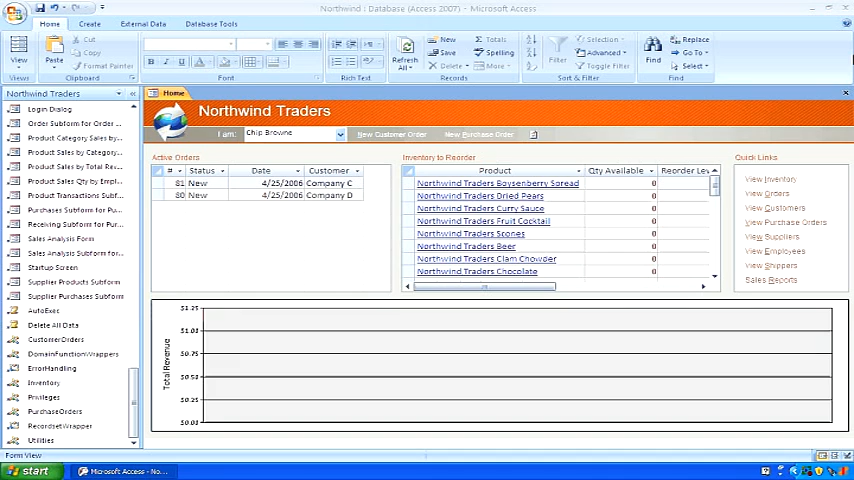 Northwind : Database (Access 2007) - Microsoft Access
Home Create External Data Database Tools
View
Paste
Cut
Copy
Format Painter
Refresh All
New
Save
Delete
Totals
Spelling
More
Filter
Selection
Advanced
Toggle Filter
Find
Replace
Go To
Select
Views Clipboard Font Rich Text Records Sort & Filter Find
Northwind Traders
Login Dialog
Order Subform for Order ...
Product Category Sales by...
Product Sales by Category...
Product Sales by Total Rev...
Product Sales Qty by Empl...
Product Transactions Subf...
Purchases Subform for Pu...
Receiving Subform for Pur...
Sales Analysis Form
Sales Analysis Subform for...
Startup Screen
Supplier Products Subform
Supplier Purchases Subform
AutoExec
Delete All Data
CustomerOrders
DomainFunctionWrappers
ErrorHandling
Inventory
Privileges
PurchaseOrders
RecordsetWrapper
Utilities
Home
Northwind Traders
I am: Chip Browne New Customer Order New Purchase Order
Active Orders
# Status Date Customer
81 New 4/25/2006 Company C
80 New 4/25/2006 Company D
Inventory to Reorder
Product Qty Available Reorder Lev
Northwind Traders Boysenberry Spread 0
Northwind Traders Dried Pears 0
Northwind Traders Curry Sauce 0
Northwind Traders Fruit Cocktail 0
Northwind Traders Scones 0
Northwind Traders Beer 0
Northwind Traders Clam Chowder 0
Northwind Traders Chocolate 0
Quick Links
View Inventory
View Orders
View Customers
View Purchase Orders
View Suppliers
View Employees
View Shippers
Sales Reports
Total Revenue
$1.25
$1.01
$0.75
$0.51
$0.25
$0.01
Form View
start
Microsoft Access - No...